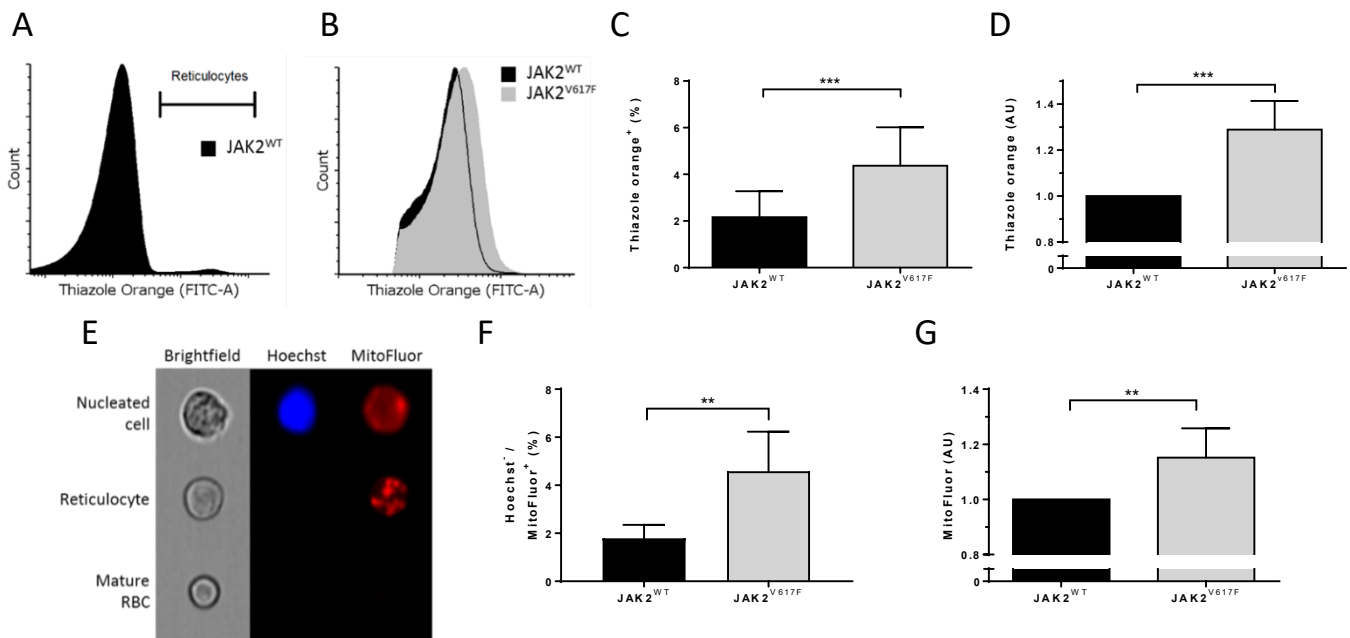 A
Reticulocytes
JAK2WT
Count
Thiazole Orange (FITC-A)
B
JAK2WT
JAK2V617F
Count
Thiazole Orange (FITC-A)
C
Thiazole orange+ (%)
8
6
4
2
0
***
JAK2WT
JAK2V617F
D
Thiazole orange (AU)
1.4
1.2
1.0
0.8
0
***
JAK2WT
JAK2V617F
E
Brightfield
Hoechst
MitoFluor
Nucleated
cell
Reticulocyte
Mature
RBC
F
Hoechst- /
MitoFluor+ (%)
8
6
4
2
0
**
JAK2WT
JAK2V617F
G
MitoFluor (AU)
1.4
1.2
1.0
0.8
0
**
JAK2WT
JAK2V617F